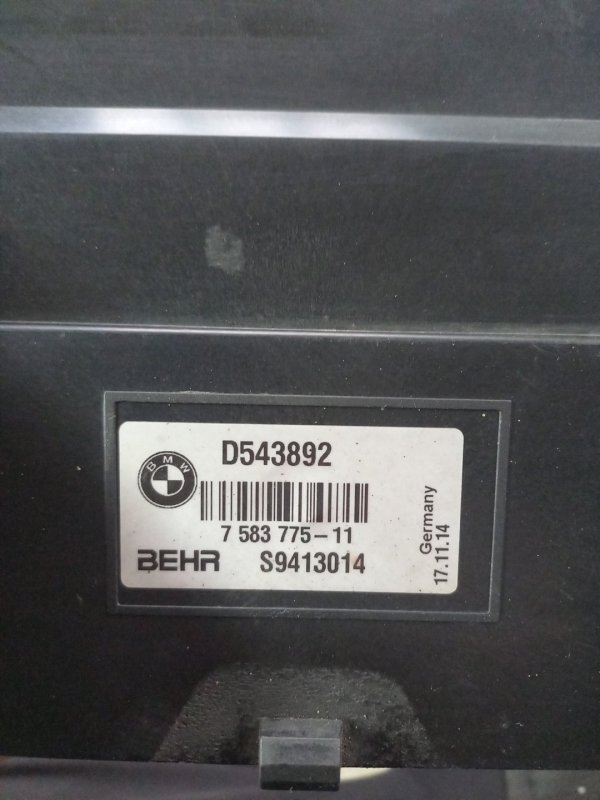 D543892
BMW
7 583 775-11
BEHR S9413014
Germany
17.11.14